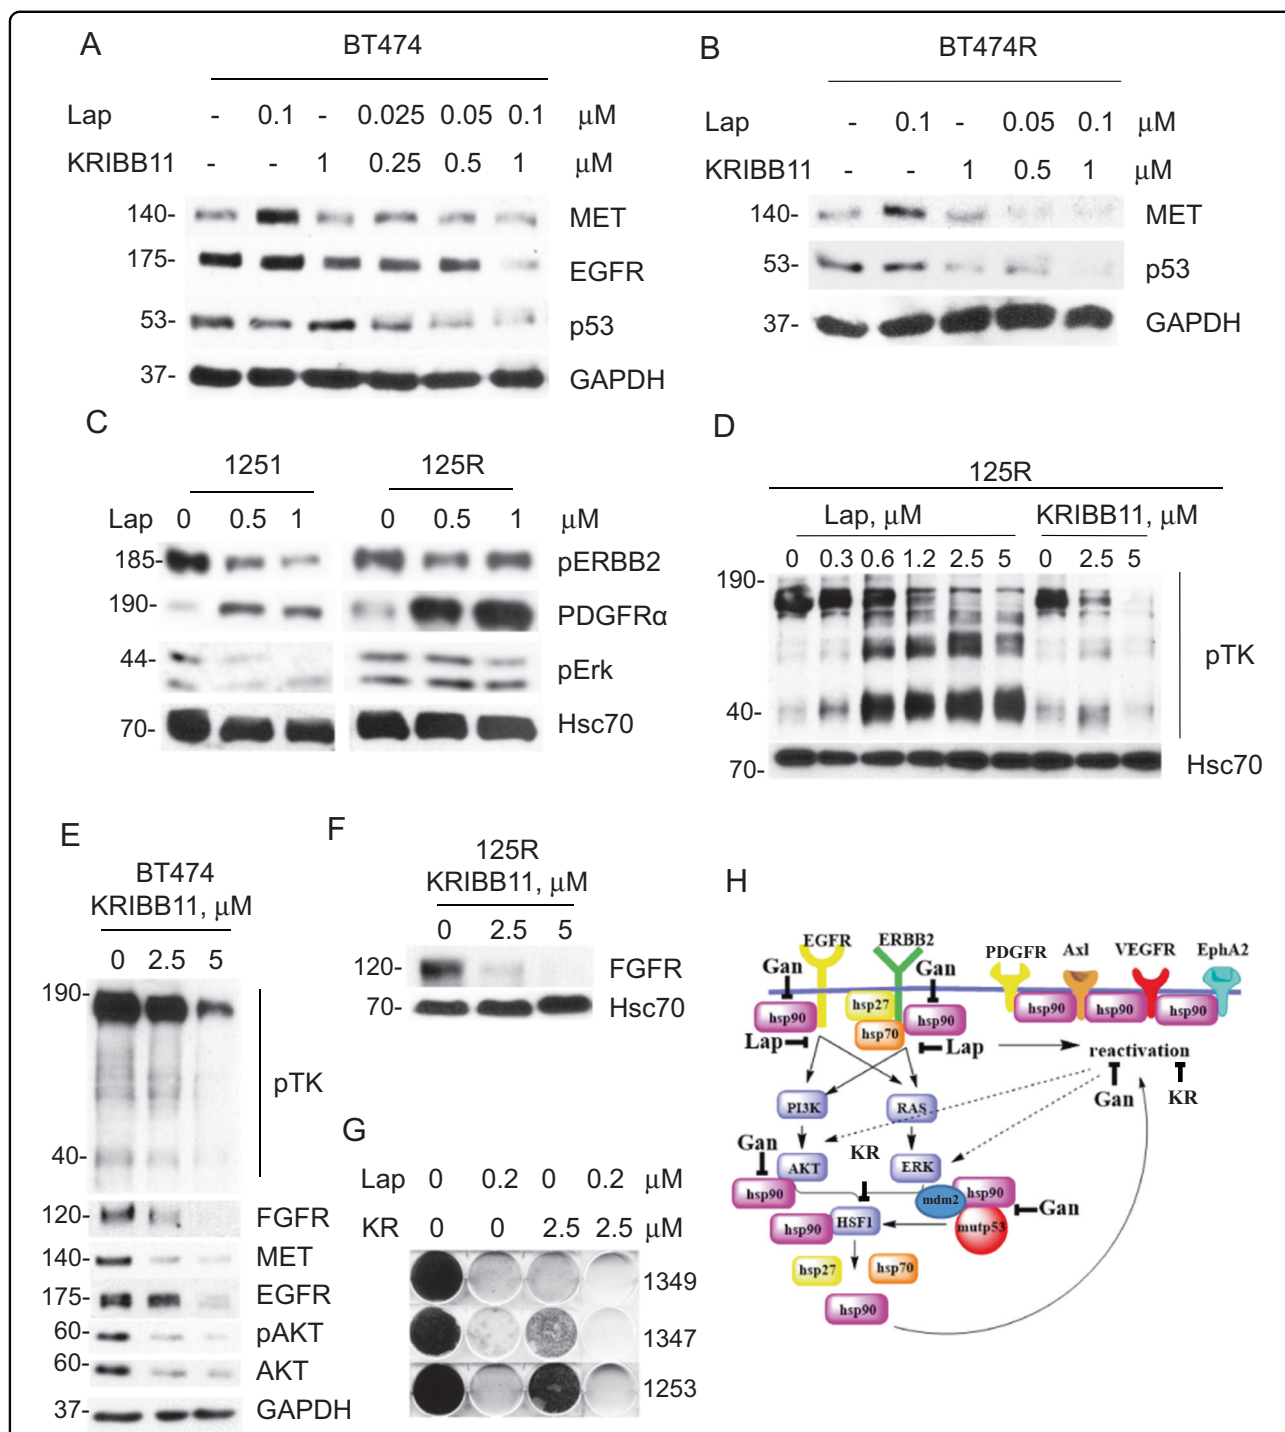 A
BT474
Lap - 0.1 - 0.025 0.05 0.1 μM
KRIBB11 - - 1 0.25 0.5 1 μM
140- MET
175- EGFR
53- p53
37- GAPDH
B
BT474R
Lap - 0.1 - 0.05 0.1 μM
KRIBB11 - - 1 0.5 1 μM
140- MET
53- p53
37- GAPDH
C
1251 125R
Lap 0 0.5 1 0 0.5 1 μM
185- pERBB2
190- PDGFRα
44- pErk
70- Hsc70
D
125R
Lap, μM KRIBB11, μM
0 0.3 0.6 1.2 2.5 5 0 2.5 5
190-
pTK
40-
70- Hsc70
E
BT474
KRIBB11, μM
0 2.5 5
190-
pTK
40-
120- FGFR
140- MET
175- EGFR
60- pAKT
60- AKT
37- GAPDH
F
125R
KRIBB11, μM
0 2.5 5
120- FGFR
70- Hsc70
G
Lap 0 0.2 0 0.2 μM
KR 0 0 2.5 2.5 μM
1349
1347
1253
H
EGFR ERBB2 PDGFR Axl VEGFR EphA2
Gan Gan
hsp90 hsp27 hsp90 hsp90 hsp90 hsp90
hsp70
Lap Lap reactivation
Gan KR
PI3K RAS
Gan KR
AKT ERK
hsp90 mdm2 hsp90
Gan
hsp90 HSF1 mutp53
hsp27 hsp70
hsp90